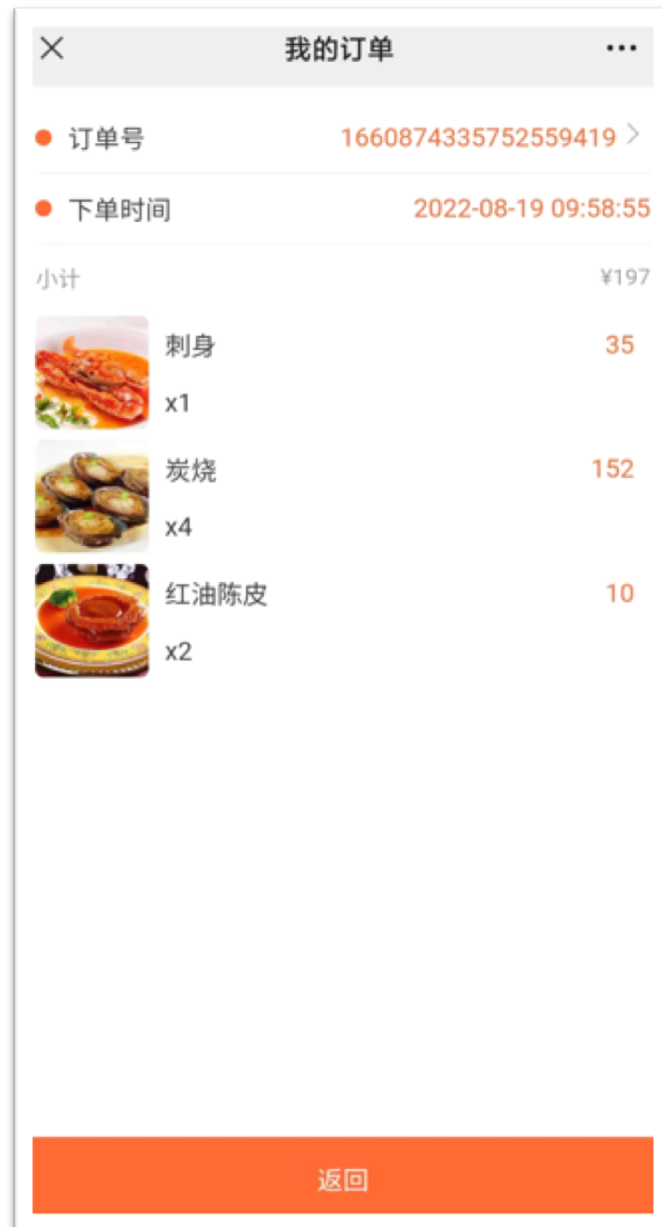 我的订单
订单号 1660874335752559419
下单时间 2022-08-19 09:58:55
小计 ¥197
刺身 35
x1
炭烧 152
x4
红油陈皮 10
x2
返回